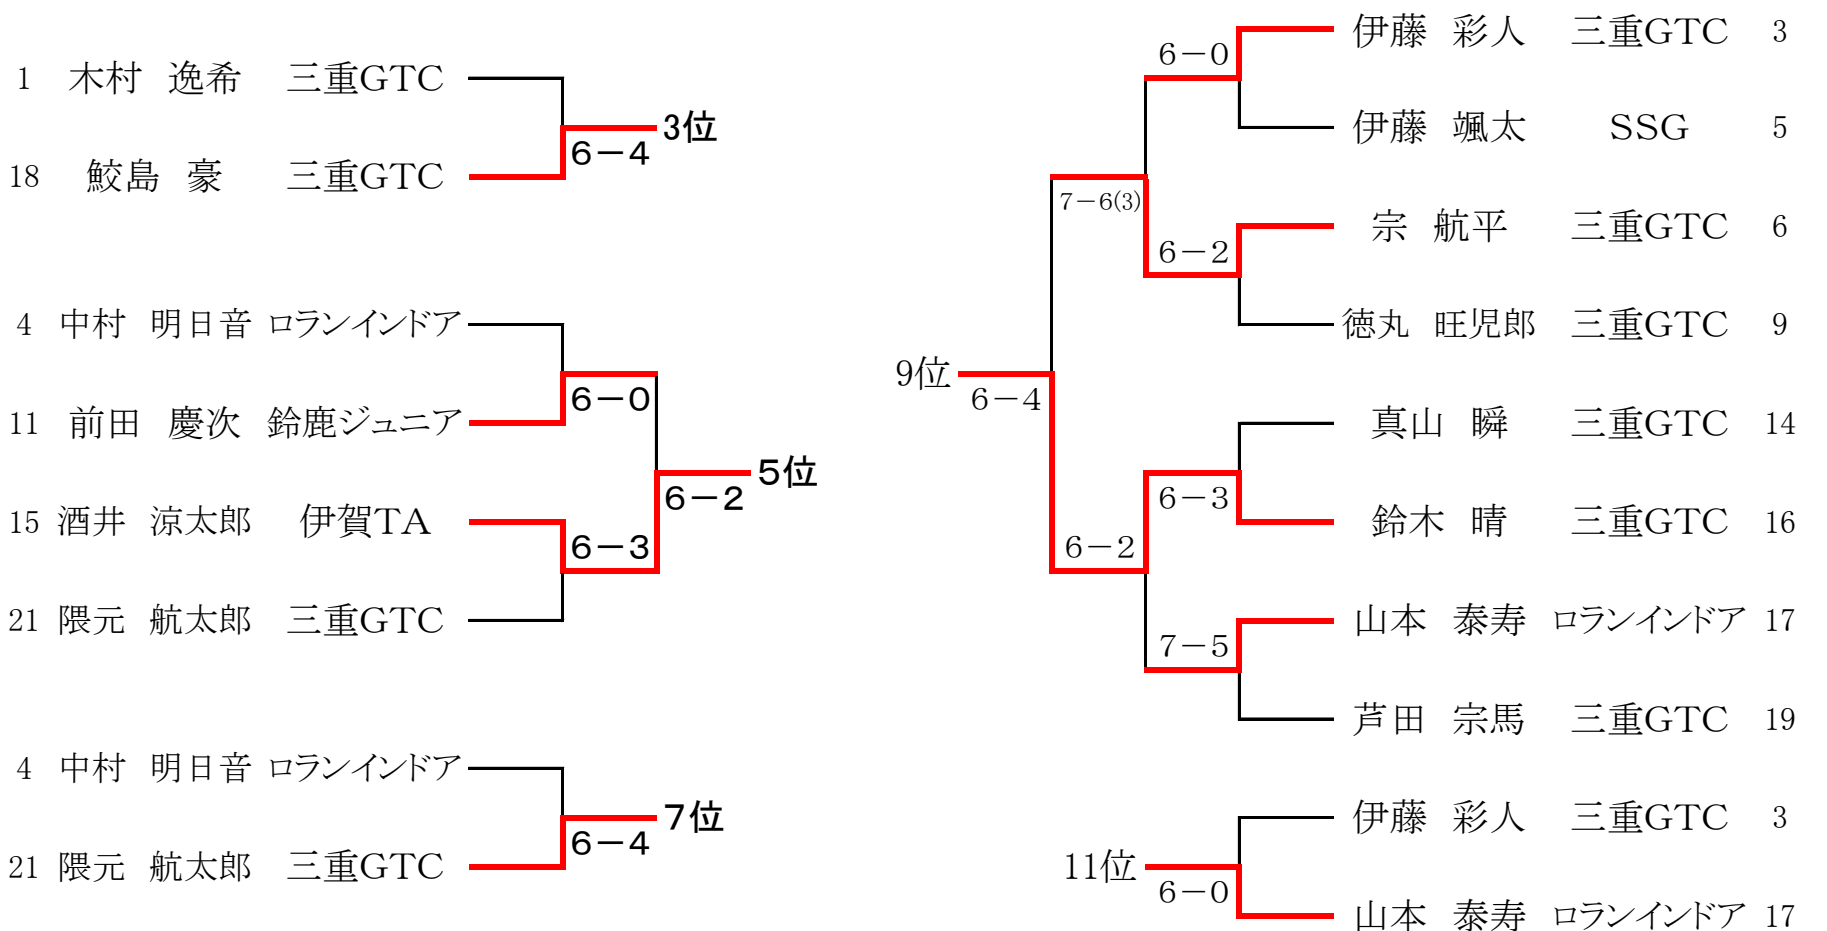 1 木村 逸希 三重GTC
3位
6－4
18 鮫島 豪 三重GTC
4 中村 明日音 ロランインドア
6－0
11 前田 慶次 鈴鹿ジュニア
5位
6－2
15 酒井 涼太郎 伊賀TA
6－3
21 隈元 航太郎 三重GTC
4 中村 明日音 ロランインドア
7位
6－4
21 隈元 航太郎 三重GTC
伊藤 彩人 三重GTC 3
6－0
伊藤 颯太 SSG 5
7－6(3)
宗 航平 三重GTC 6
6－2
徳丸 旺児郎 三重GTC 9
9位
6－4
真山 瞬 三重GTC 14
6－3
鈴木 晴 三重GTC 16
6－2
山本 泰寿 ロランインドア 17
7－5
芦田 宗馬 三重GTC 19
伊藤 彩人 三重GTC 3
11位
6－0
山本 泰寿 ロランインドア 17